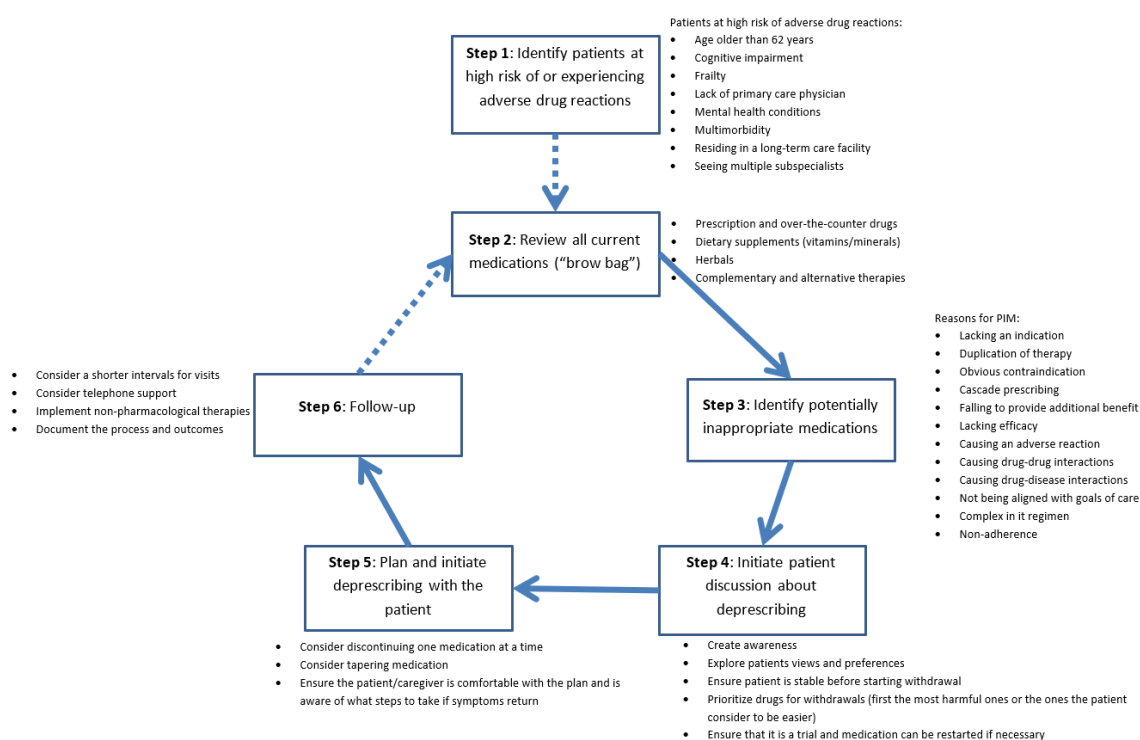 Step 1: Identify patients at
high risk of or experiencing
adverse drug reactions
Patients at high risk of adverse drug reactions:
• Age older than 62 years
• Cognitive impairment
• Frailty
• Lack of primary care physician
• Mental health conditions
• Multimorbidity
• Residing in a long-term care facility
• Seeing multiple subspecialists
Step 2: Review all current
medications (“brow bag”)
• Prescription and over-the-counter drugs
• Dietary supplements (vitamins/minerals)
• Herbals
• Complementary and alternative therapies
Step 3: Identify potentially
inappropriate medications
Reasons for PIM:
• Lacking an indication
• Duplication of therapy
• Obvious contraindication
• Cascade prescribing
• Falling to provide additional benefit
• Lacking efficacy
• Causing an adverse reaction
• Causing drug-drug interactions
• Causing drug-disease interactions
• Not being aligned with goals of care
• Complex in it regimen
• Non-adherence
Step 4: Initiate patient
discussion about
deprescribing
• Create awareness
• Explore patients views and preferences
• Ensure patient is stable before starting withdrawal
• Prioritize drugs for withdrawals (first the most harmful ones or the ones the patient
consider to be easier)
• Ensure that it is a trial and medication can be restarted if necessary
Step 5: Plan and initiate
deprescribing with the
patient
• Consider discontinuing one medication at a time
• Consider tapering medication
• Ensure the patient/caregiver is comfortable with the plan and is
aware of what steps to take if symptoms return
Step 6: Follow-up
• Consider a shorter intervals for visits
• Consider telephone support
• Implement non-pharmacological therapies
• Document the process and outcomes